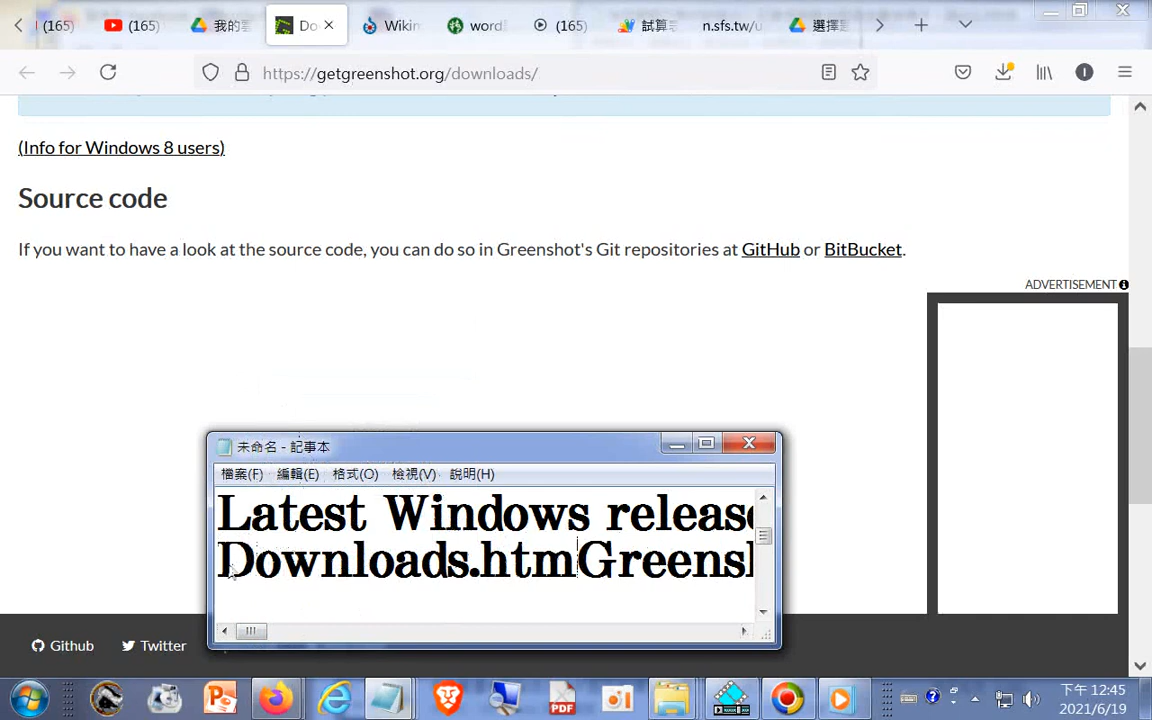 (165)
(165)
我的雲
Do
Wikin
word
(165)
試算
n.sfs.tw/
選擇
https://getgreenshot.org/downloads/
(Info for Windows 8 users)
Source code
If you want to have a look at the source code, you can do so in Greenshot's Git repositories at GitHub or BitBucket.
ADVERTISEMENT
未命名 - 記事本
檔案(F) 編輯(E) 格式(O) 檢視(V) 說明(H)
Latest Windows release
Downloads.htmGreensh
Github Twitter
PDF
下午 12:45
2021/6/19